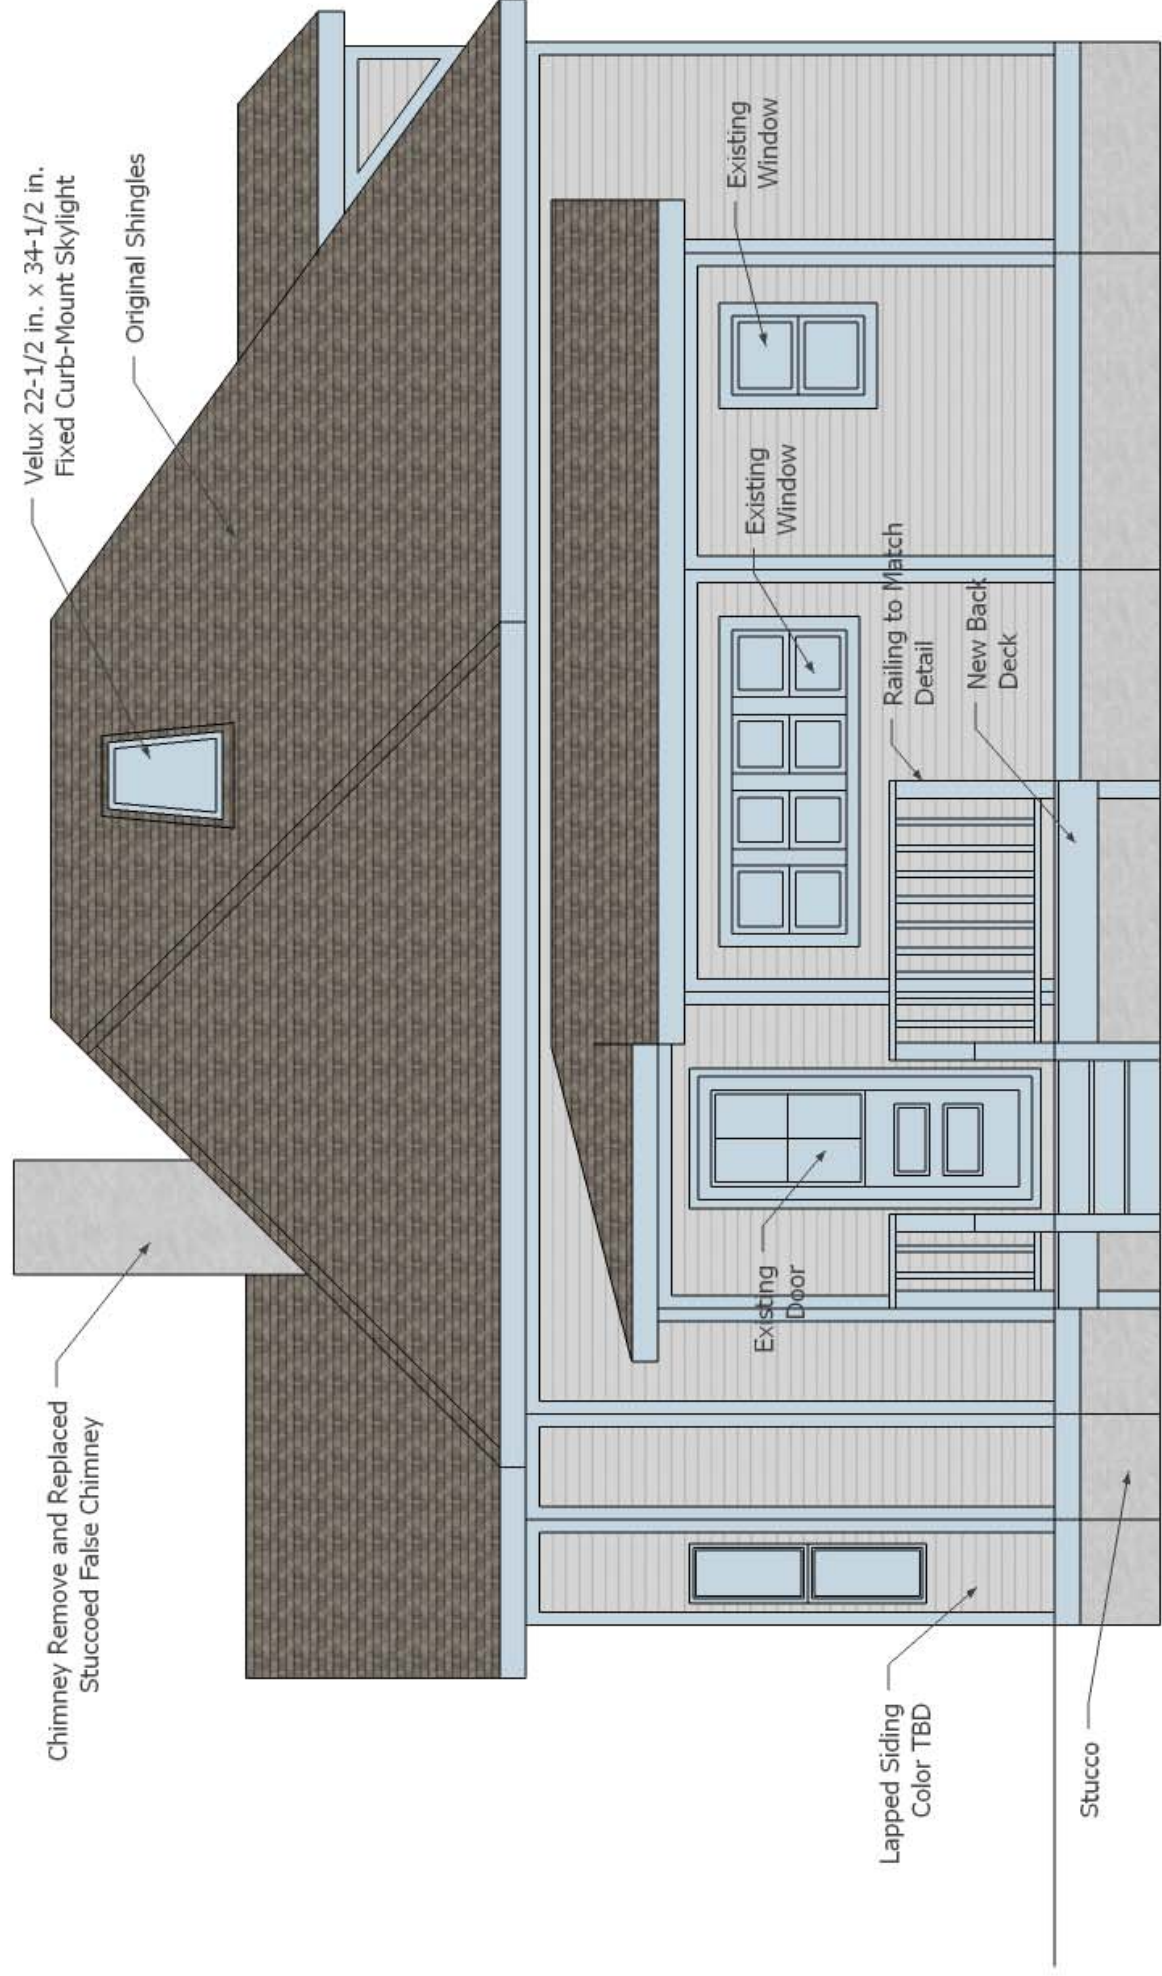 Chimney Remove and Replaced
Stuccoed False Chimney
Velux 22-1/2 in. x 34-1/2 in.
Fixed Curb-Mount Skylight
Original Shingles
Existing
Door
Existing
Window
Existing
Window
Railing to Match
Detail
New Back
Deck
Lapped Siding
Color TBD
Stucco